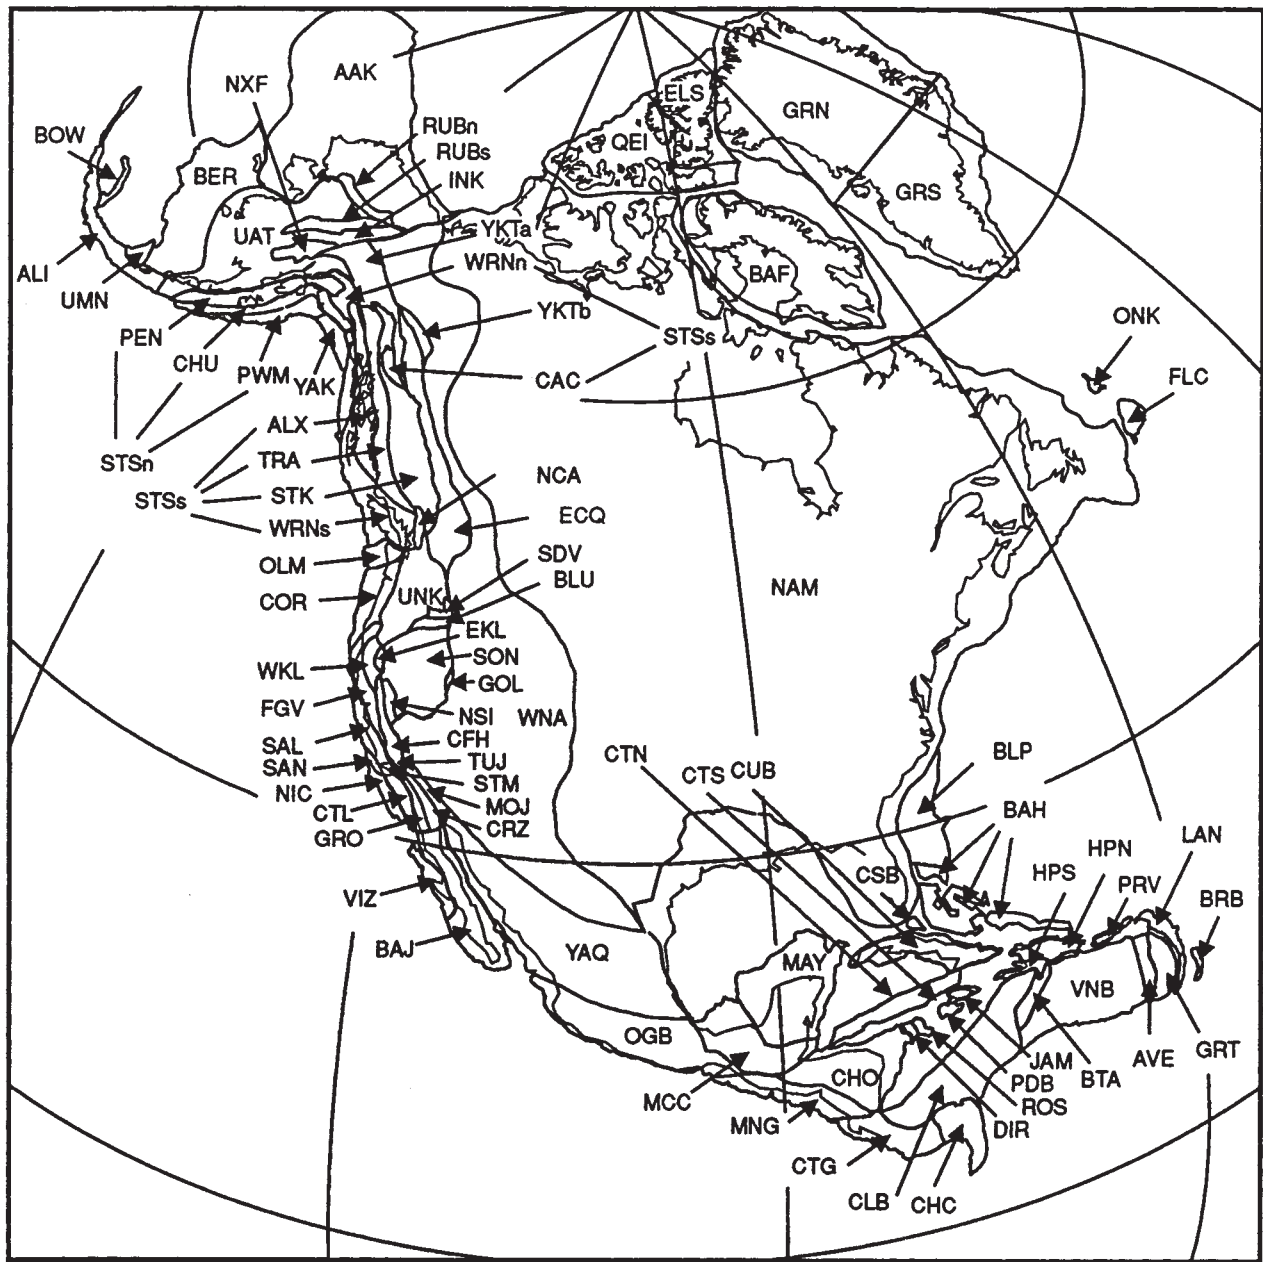 AAK
NXF
ELS
GRN
BOW
RUBn
QEI
RUBs
BER
INK
GRS
UAT
YKTa
ALI
WRNn
BAF
UMN
YKTb
ONK
PEN
STSs
CHU
PWM
YAK
CAC
FLC
ALX
STSn
TRA
NCA
STSs
STK
ECQ
WRNs
SDV
OLM
BLU
NAM
COR
UNK
EKL
WKL
SON
GOL
FGV
NSI
WNA
SAL
CFH
CTN
BLP
SAN
TUJ
CTS
CUB
NIC
STM
CTL
MOJ
BAH
GRO
CRZ
LAN
HPN
CSB
HPS
PRV
VIZ
BRB
BAJ
YAQ
MAY
VNB
OGB
JAM
AVE
GRT
CHO
PDB
BTA
MCC
ROS
MNG
DIR
CTG
CLB
CHC